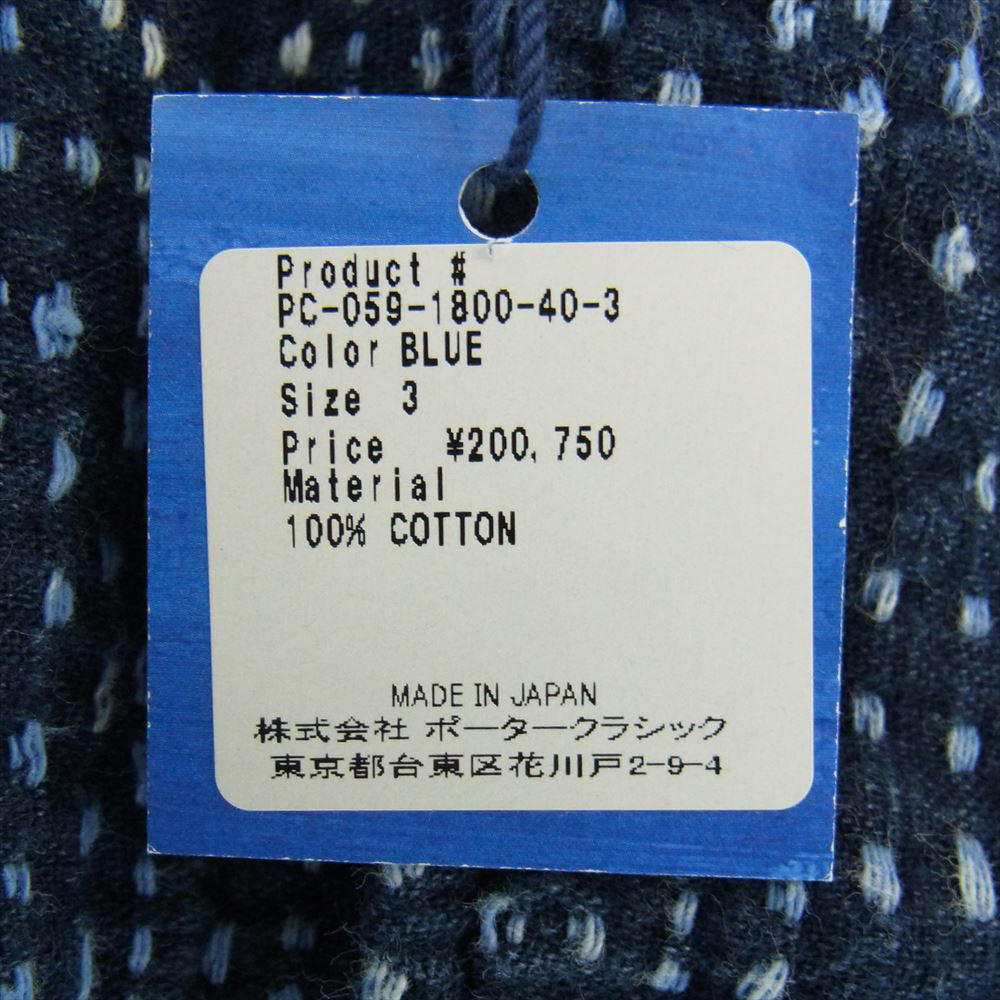 Product #
PC-059-1800-40-3
Color BLUE
Size 3
Price ¥200,750
Material
100% COTTON
MADE IN JAPAN
株式会社 ポータークラシック
東京都台東区花川戸2-9-4